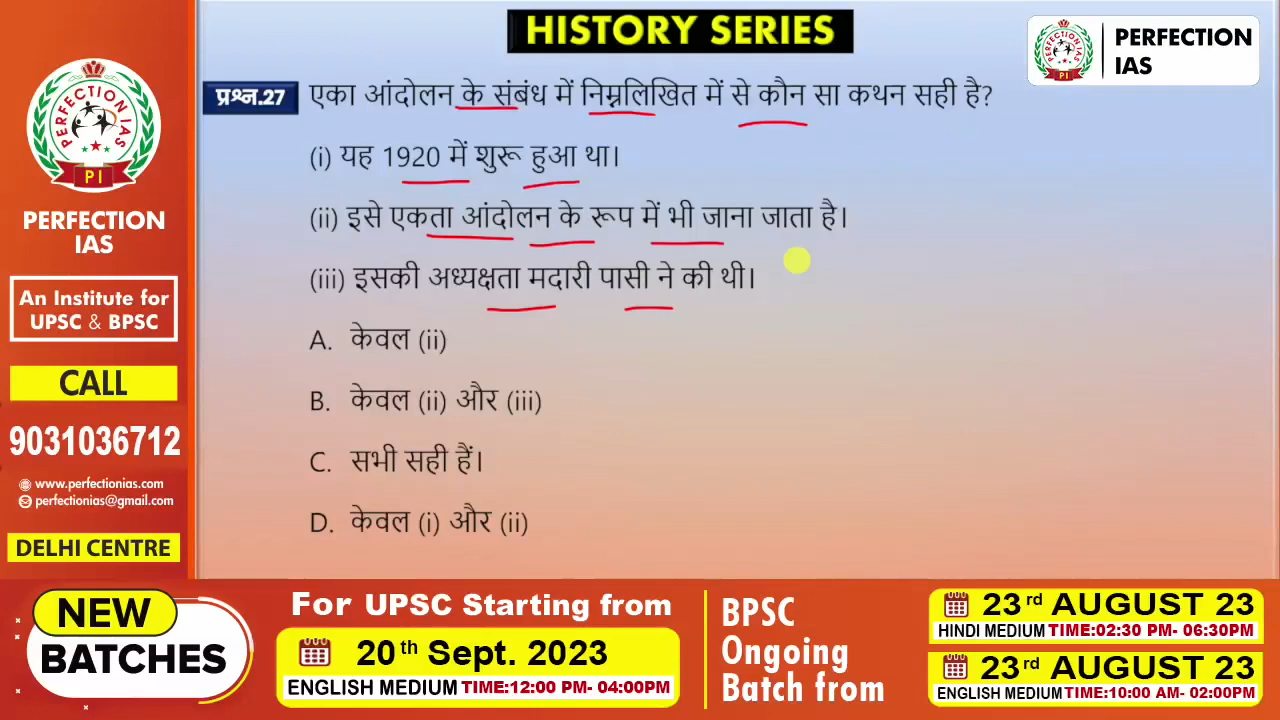 HISTORY SERIES
PERFECTION IAS
PI
PERFECTION
IAS
PERFECTION
IAS
An Institute for
UPSC & BPSC
CALL
9031036712
www.perfectionias.com
perfectionias@gmail.com
DELHI CENTRE
प्रश्न.27 एका आंदोलन के संबंध में निम्नलिखित में से कौन सा कथन सही है?
(i) यह 1920 में शुरू हुआ था।
(ii) इसे एकता आंदोलन के रूप में भी जाना जाता है।
(iii) इसकी अध्यक्षता मदारी पासी ने की थी।
A. केवल (ii)
B. केवल (ii) और (iii)
C. सभी सही हैं।
D. केवल (i) और (ii)
NEW
BATCHES
For UPSC Starting from
20th Sept. 2023
ENGLISH MEDIUM TIME:12:00 PM- 04:00PM
BPSC
Ongoing
Batch from
23rd AUGUST 23
HINDI MEDIUM TIME:02:30 PM- 06:30PM
23rd AUGUST 23
ENGLISH MEDIUM TIME:10:00 AM- 02:00PM